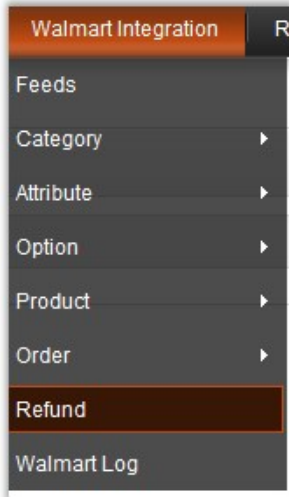 Walmart Integration R
Feeds
Category
Attribute
Option
Product
Order
Refund
Walmart Log